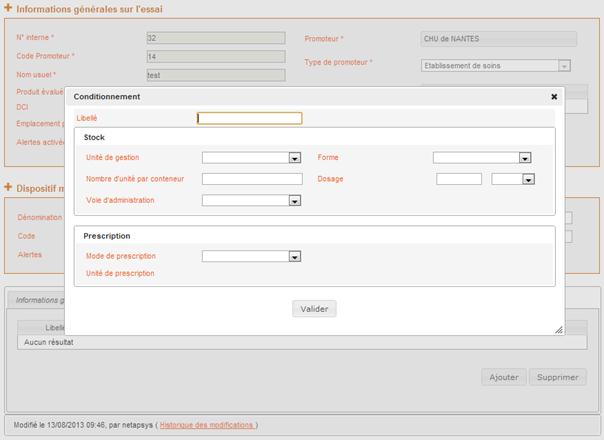 Informations générales sur l'essai
N° interne * 32 Promoteur * CHU de NANTES
Code Promoteur * 14
Type de promoteur * Etablissement de soins
Nom usuel * test
Produit évalué
Conditionnement
DCI
Libellé
Emplacement
Stock
Alertes
Unité de gestion Forme
Nombre d'unité par conteneur Dosage
Dispositif
Voie d'administration
Dénomination
Prescription
Code
Mode de prescription
Alertes
Unité de prescription
Informations
Valider
Libellé
Aucun résultat
Ajouter Supprimer
Modifié le 13/08/2013 09:46, par netapsys ( Historique des modifications )